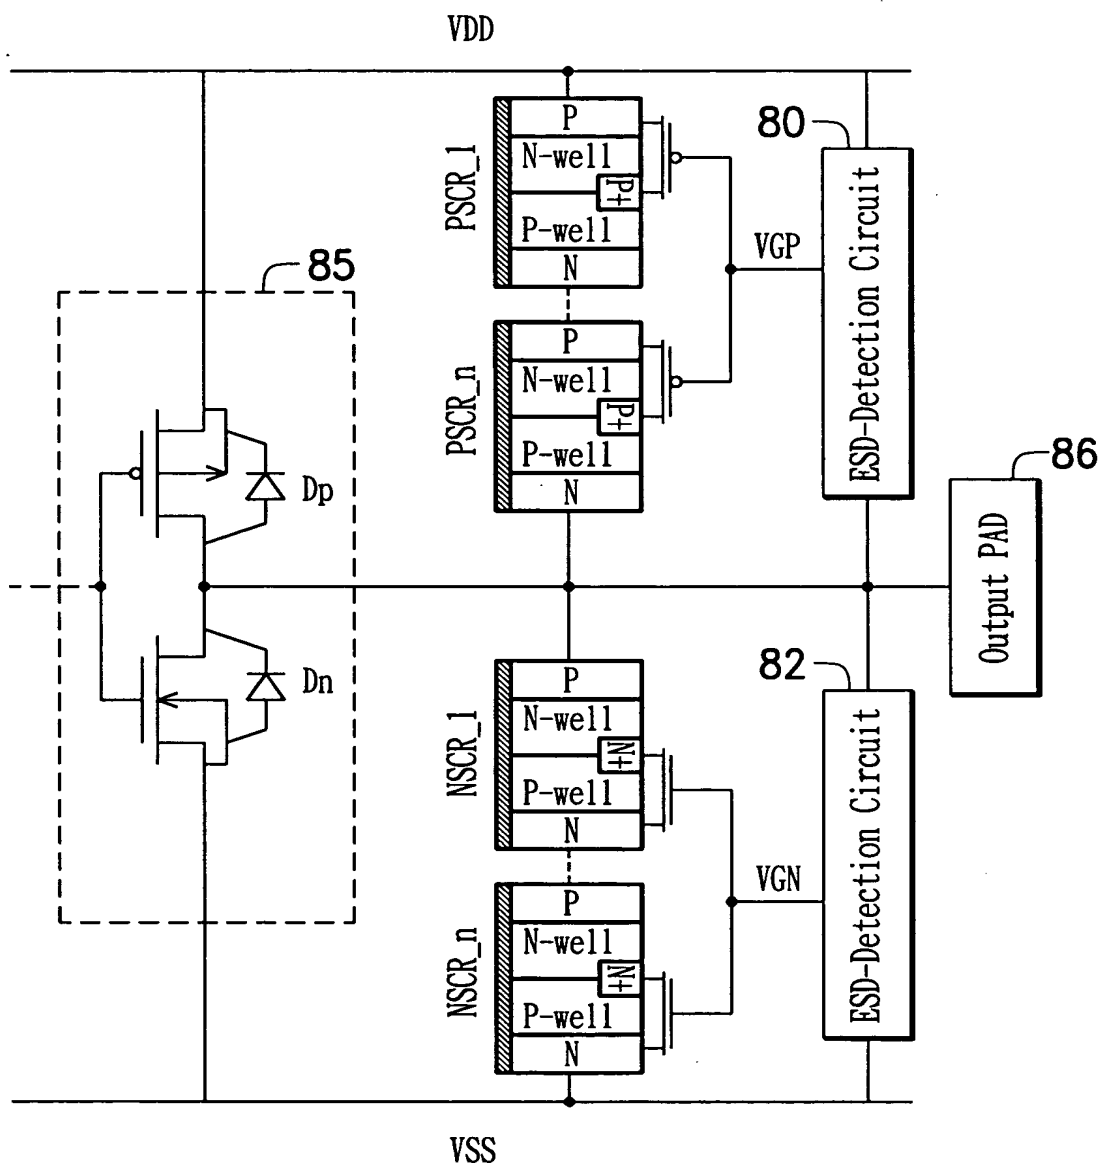 VDD
PSCR_1
P
N-well
P+
P-well
N
80
ESD-Detection Circuit
VGP
85
PSCR_n
P
N-well
P+
P-well
N
Dp
86
Output PAD
Dn
NSCR_1
P
N-well
N+
P-well
N
82
ESD-Detection Circuit
VGN
NSCR_n
P
N-well
N+
P-well
N
VSS